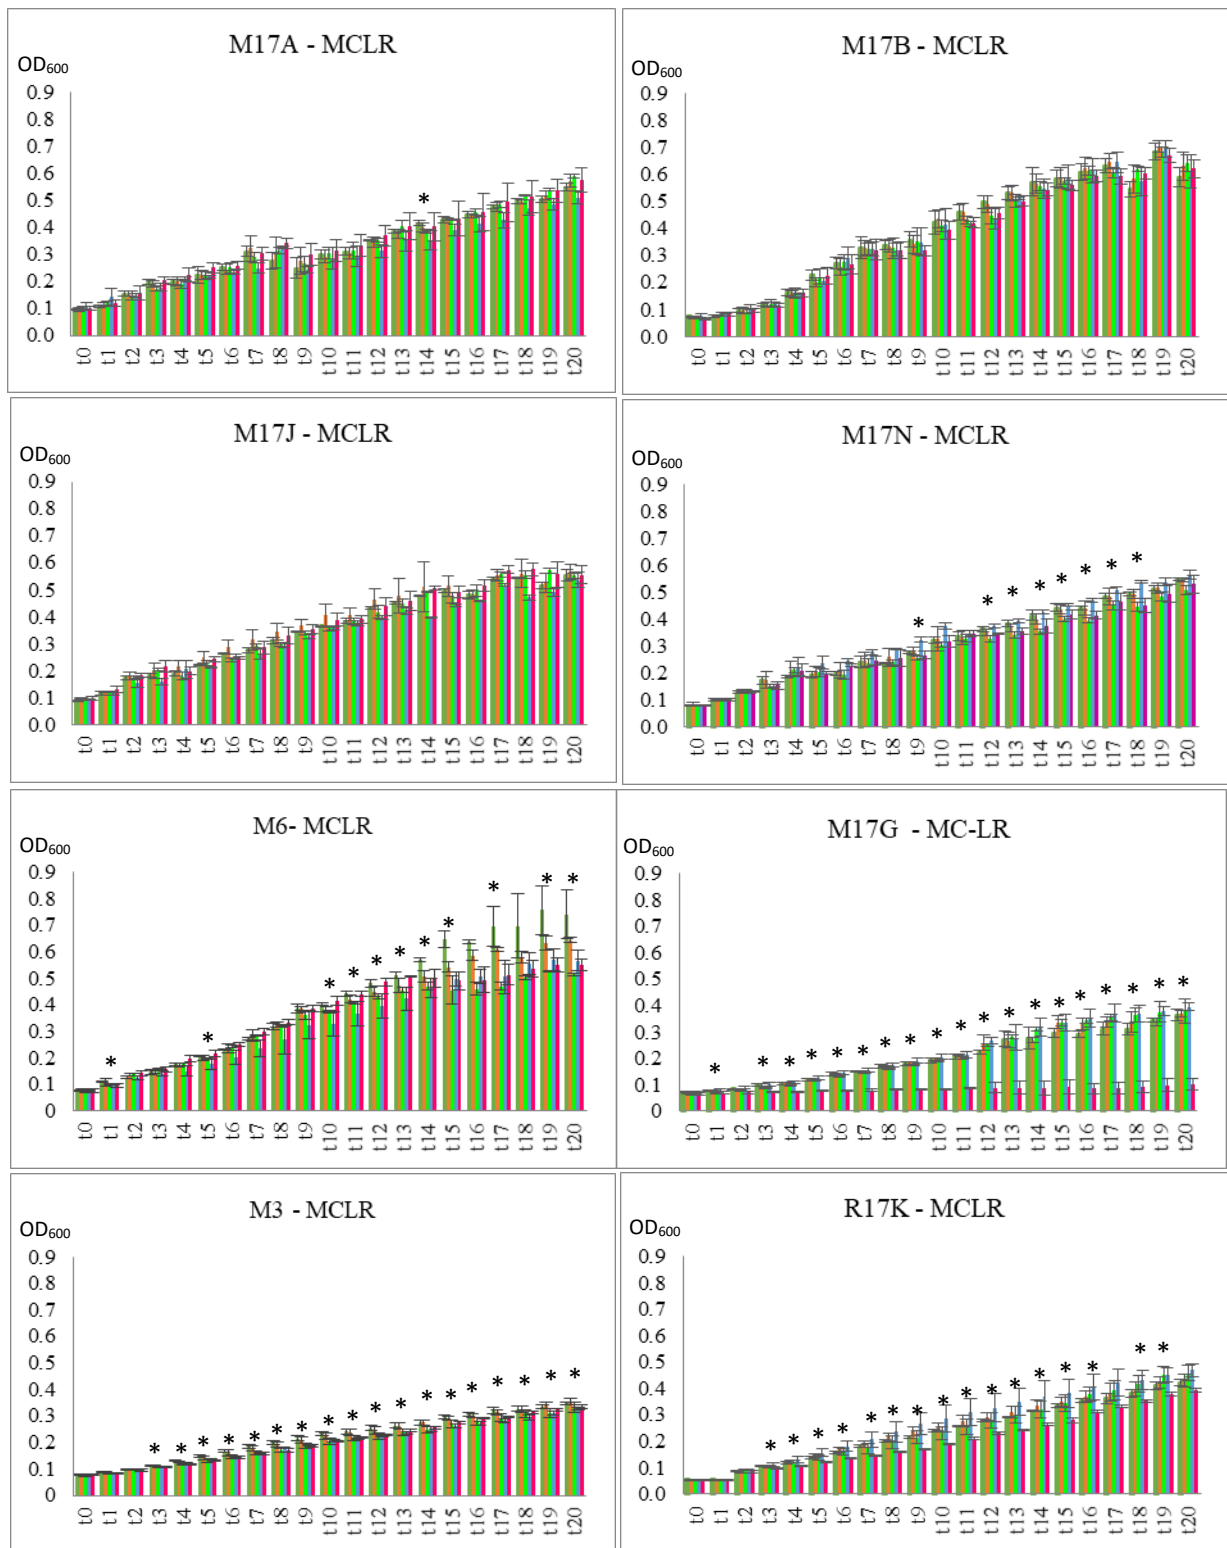 M17A - MCLR
OD₆₀₀
0.9
0.8
0.7
0.6
0.5
0.4
0.3
0.2
0.1
0.0
*
t0 t1 t2 t3 t4 t5 t6 t7 t8 t9 t10 t11 t12 t13 t14 t15 t16 t17 t18 t19 t20
M17B - MCLR
OD₆₀₀
0.9
0.8
0.7
0.6
0.5
0.4
0.3
0.2
0.1
0.0
t0 t1 t2 t3 t4 t5 t6 t7 t8 t9 t10 t11 t12 t13 t14 t15 t16 t17 t18 t19 t20
M17J - MCLR
OD₆₀₀
0.9
0.8
0.7
0.6
0.5
0.4
0.3
0.2
0.1
0.0
t0 t1 t2 t3 t4 t5 t6 t7 t8 t9 t10 t11 t12 t13 t14 t15 t16 t17 t18 t19 t20
M17N - MCLR
OD₆₀₀
0.9
0.8
0.7
0.6
0.5
0.4
0.3
0.2
0.1
0.0
* * * * * * * *
t0 t1 t2 t3 t4 t5 t6 t7 t8 t9 t10 t11 t12 t13 t14 t15 t16 t17 t18 t19 t20
M6- MCLR
OD₆₀₀
0.9
0.8
0.7
0.6
0.5
0.4
0.3
0.2
0.1
0
* * * * * * * * * * *
t0 t1 t2 t3 t4 t5 t6 t7 t8 t9 t10 t11 t12 t13 t14 t15 t16 t17 t18 t19 t20
M17G - MC-LR
OD₆₀₀
0.9
0.8
0.7
0.6
0.5
0.4
0.3
0.2
0.1
0
* * * * * * * * * * * * * * * * * * *
t0 t1 t2 t3 t4 t5 t6 t7 t8 t9 t10 t11 t12 t13 t14 t15 t16 t17 t18 t19 t20
M3 - MCLR
OD₆₀₀
0.9
0.8
0.7
0.6
0.5
0.4
0.3
0.2
0.1
0
* * * * * * * * * * * * * * * * * *
t0 t1 t2 t3 t4 t5 t6 t7 t8 t9 t10 t11 t12 t13 t14 t15 t16 t17 t18 t19 t20
R17K - MCLR
OD₆₀₀
0.9
0.8
0.7
0.6
0.5
0.4
0.3
0.2
0.1
0.0
* * * * * * * * * * * * * * * *
t0 t1 t2 t3 t4 t5 t6 t7 t8 t9 t10 t11 t12 t13 t14 t15 t16 t17 t18 t19 t20